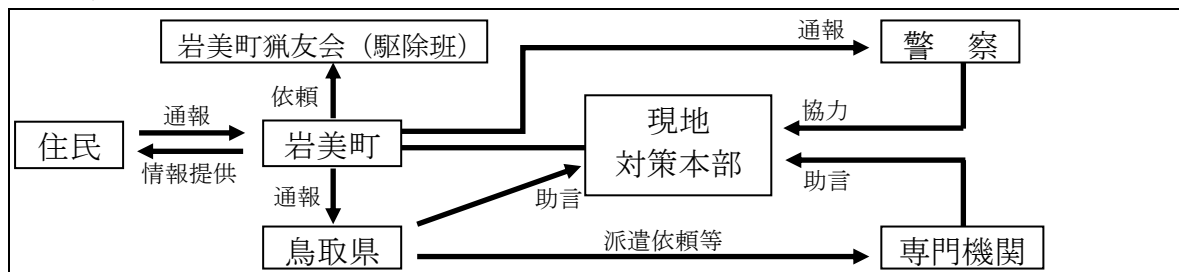 岩美町猟友会（駆除班）
通報
警　察
依頼
協力
現地
対策本部
通報
住民
岩美町
情報提供
通報
助言
助言
鳥取県
派遣依頼等
専門機関